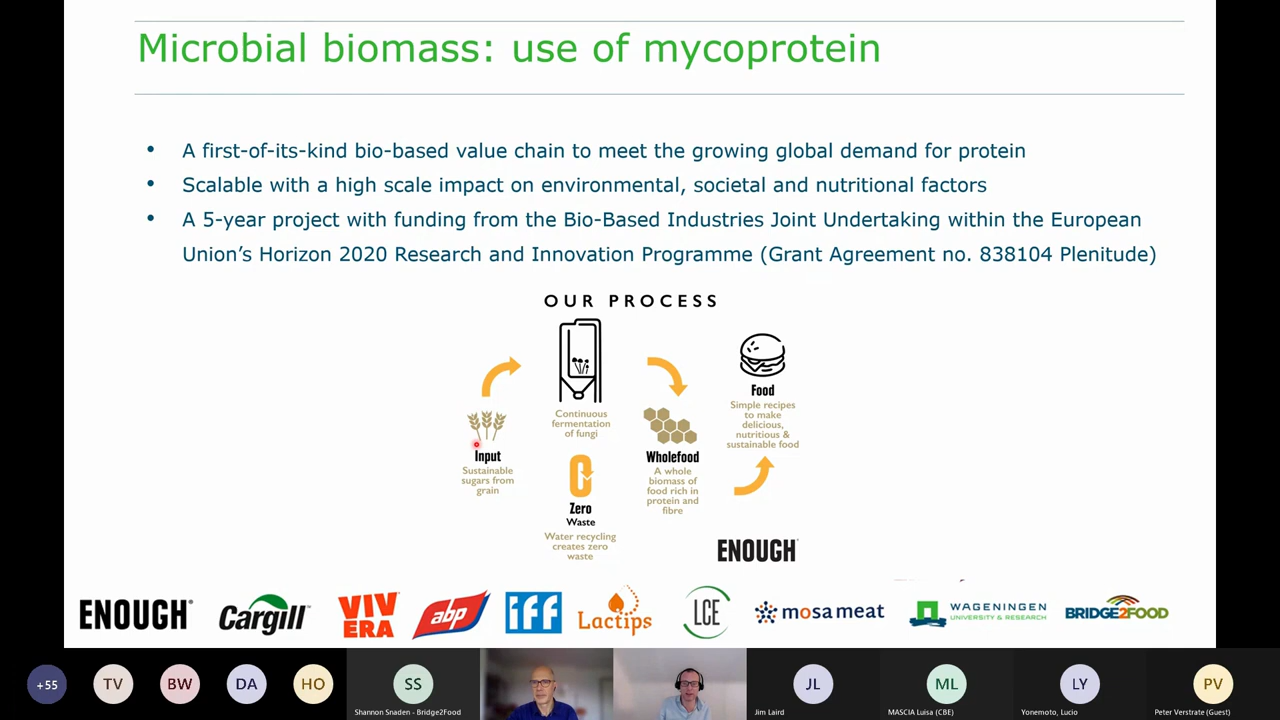 Microbial biomass: use of mycoprotein
• A first-of-its-kind bio-based value chain to meet the growing global demand for protein
• Scalable with a high scale impact on environmental, societal and nutritional factors
• A 5-year project with funding from the Bio-Based Industries Joint Undertaking within the European
Union’s Horizon 2020 Research and Innovation Programme (Grant Agreement no. 838104 Plenitude)
OUR PROCESS
Input
Sustainable
sugars from
grain
Continuous
fermentation
of fungi
Zero
Waste
Water recycling
creates zero
waste
Wholefood
A whole
biomass of
food rich in
protein and
fibre
Food
Simple recipes
to make
delicious,
nutritious &
sustainable food
ENOUGH
ENOUGH
Cargill
VIV
ERA
abp
iff
Lactips
LCE
mosa meat
WAGENINGEN
UNIVERSITY & RESEARCH
BRIDGE2FOOD
+55
TV
BW
DA
HO
SS
Shannon Snaden - Bridge2Food
JL
Jim Laird
ML
MASCIA Luisa (CBE)
LY
Yonemoto, Lucio
PV
Peter Verstrate (Guest)